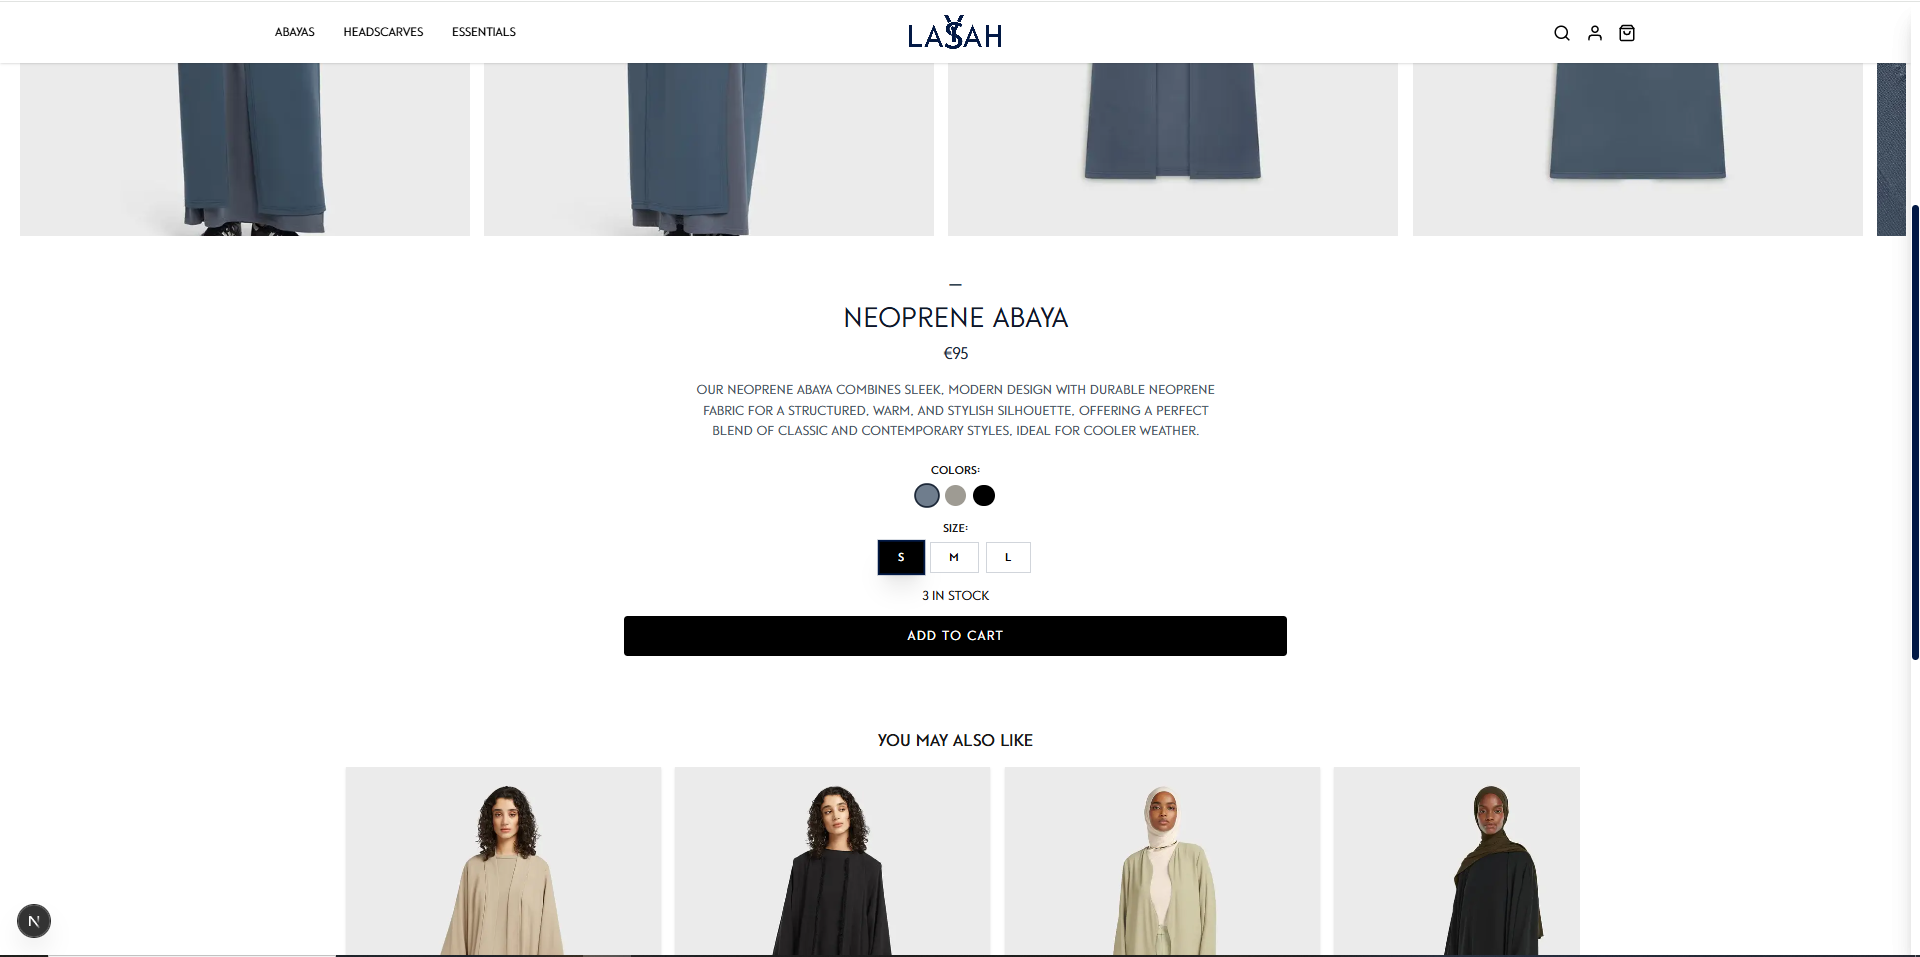 ABAYAS
HEADSCARVES
ESSENTIALS
LAYSAH
NEOPRENE ABAYA
€95
OUR NEOPRENE ABAYA COMBINES SLEEK, MODERN DESIGN WITH DURABLE NEOPRENE
FABRIC FOR A STRUCTURED, WARM, AND STYLISH SILHOUETTE, OFFERING A PERFECT
BLEND OF CLASSIC AND CONTEMPORARY STYLES, IDEAL FOR COOLER WEATHER.
COLORS:
SIZE:
S
M
L
3 IN STOCK
ADD TO CART
YOU MAY ALSO LIKE
N